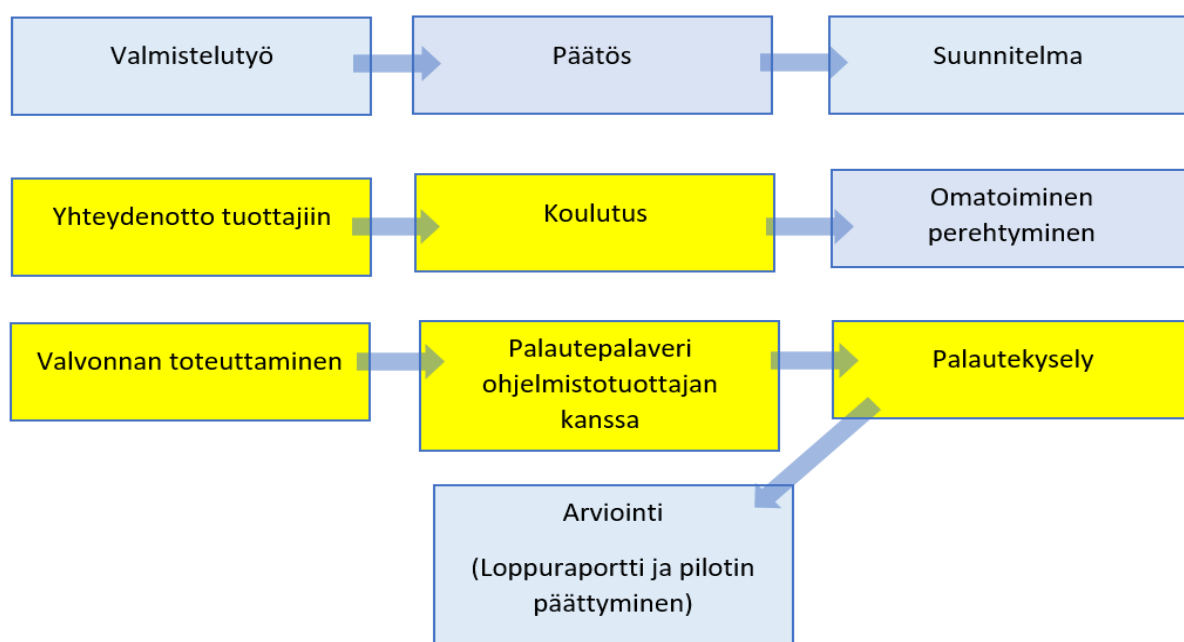 Valmistelutyö
Päätös
Suunnitelma
Yhteydenotto tuottajiin
Koulutus
Omatoiminen
perehtyminen
Valvonnan toteuttaminen
Palautepalaveri
ohjelmistotuottajan
kanssa
Palautekysely
Arviointi
(Loppuraportti ja pilotin
päättyminen)